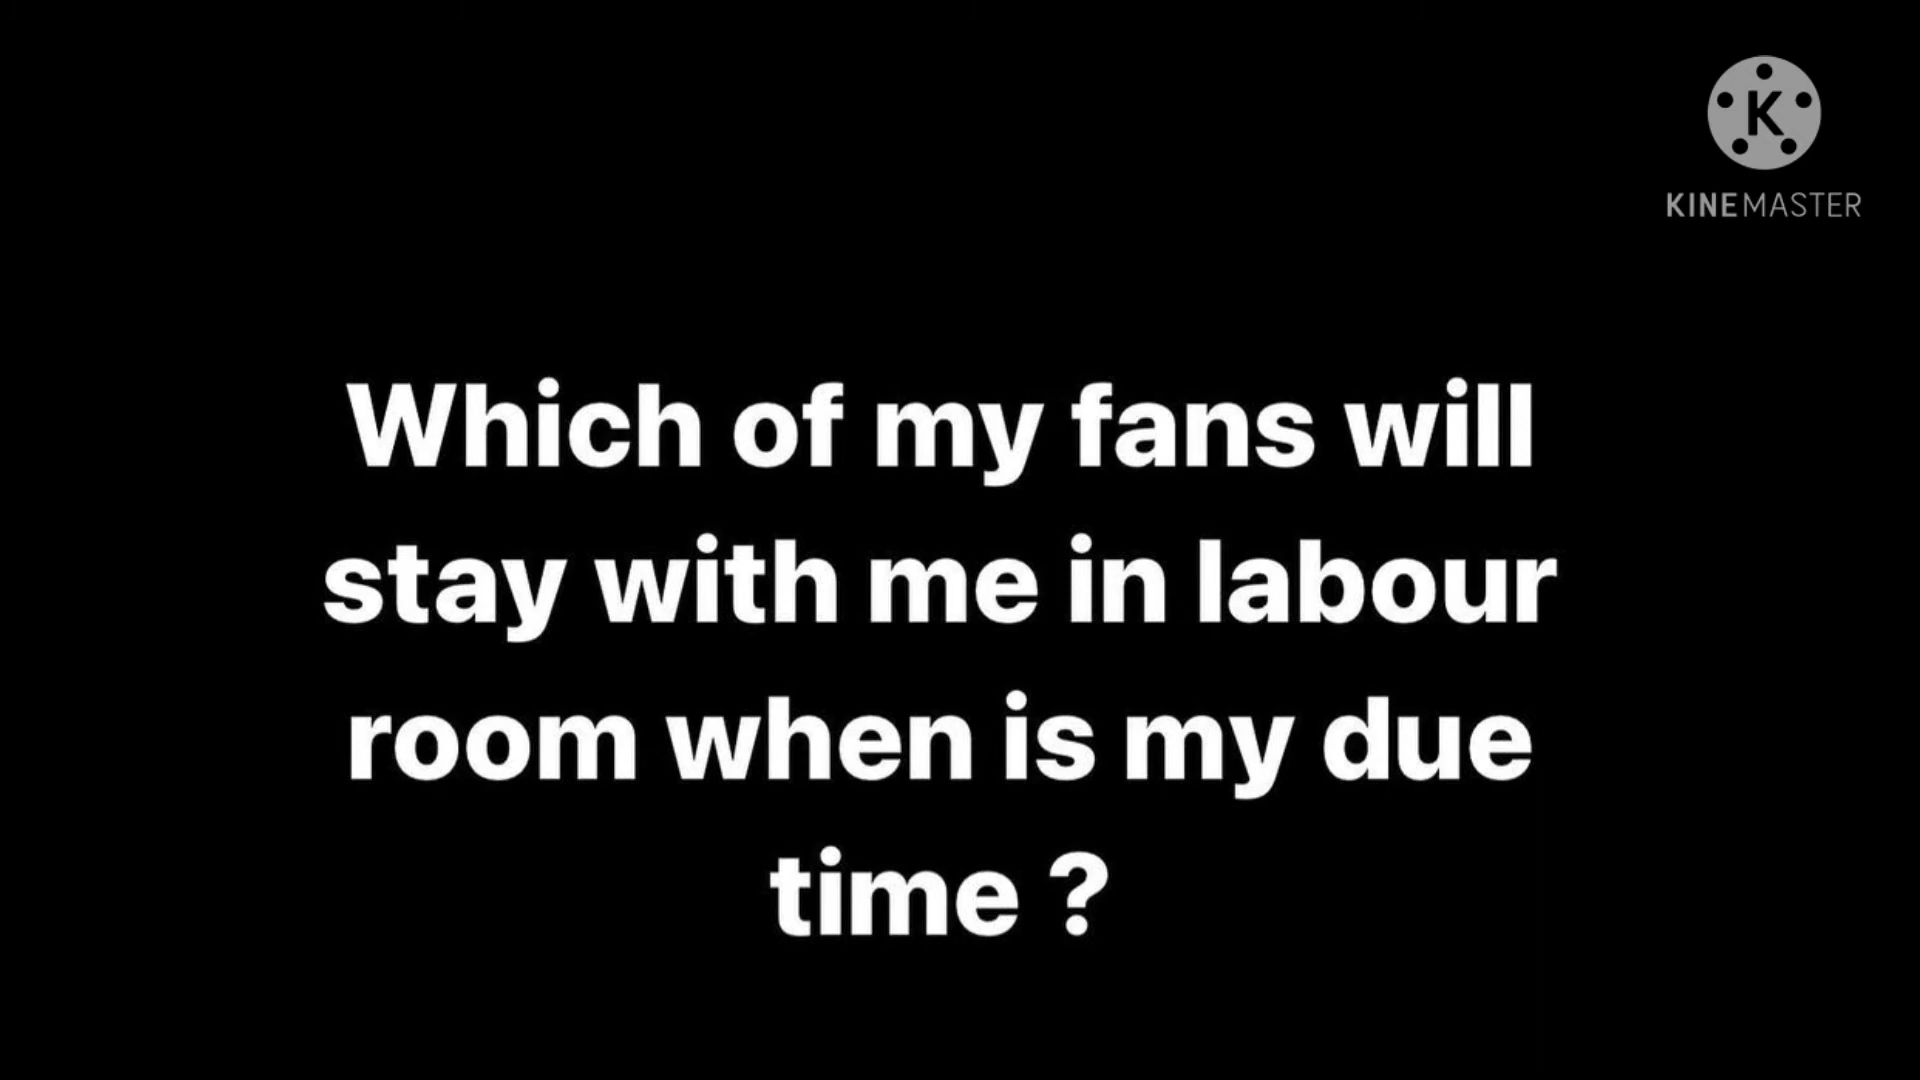 K
KINEMASTER
Which of my fans will
stay with me in labour
room when is my due
time ?